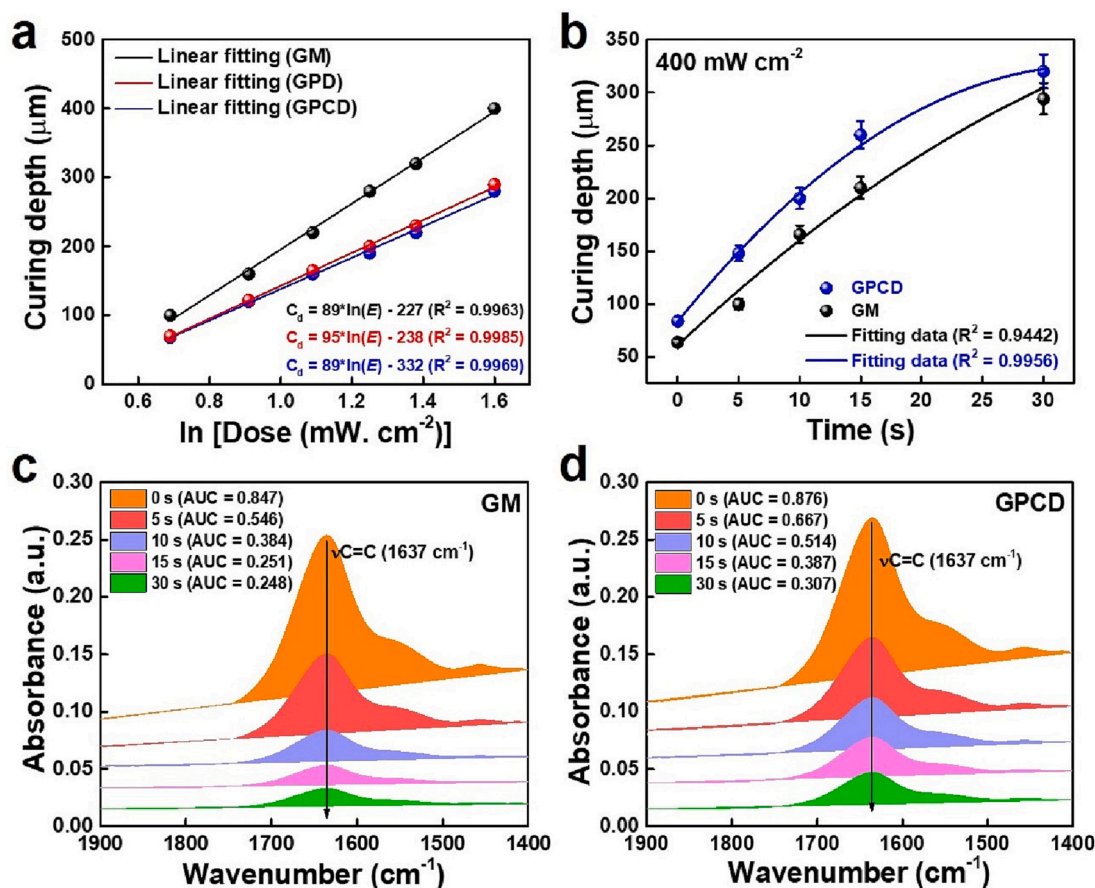 a
500
400
300
200
100
0
Curing depth (μm)
Linear fitting (GM)
Linear fitting (GPD)
Linear fitting (GPCD)
C_d = 89*ln(E) - 227 (R² = 0.9963)
C_d = 95*ln(E) - 238 (R² = 0.9985)
C_d = 89*ln(E) - 332 (R² = 0.9969)
0.6 0.8 1.0 1.2 1.4 1.6
ln [Dose (mW. cm⁻²)]
b
350
300
250
200
150
100
50
Curing depth (μm)
400 mW cm⁻²
GPCD
GM
Fitting data (R² = 0.9442)
Fitting data (R² = 0.9956)
0 5 10 15 20 25 30
Time (s)
c
0.30
0.25
0.20
0.15
0.10
0.05
0.00
Absorbance (a.u.)
0 s (AUC = 0.847)
5 s (AUC = 0.546)
10 s (AUC = 0.384)
15 s (AUC = 0.251)
30 s (AUC = 0.248)
GM
νC=C (1637 cm⁻¹)
1900 1800 1700 1600 1500 1400
Wavenumber (cm⁻¹)
d
0.30
0.25
0.20
0.15
0.10
0.05
0.00
Absorbance (a.u.)
0 s (AUC = 0.876)
5 s (AUC = 0.667)
10 s (AUC = 0.514)
15 s (AUC = 0.387)
30 s (AUC = 0.307)
GPCD
νC=C (1637 cm⁻¹)
1900 1800 1700 1600 1500 1400
Wavenumber (cm⁻¹)